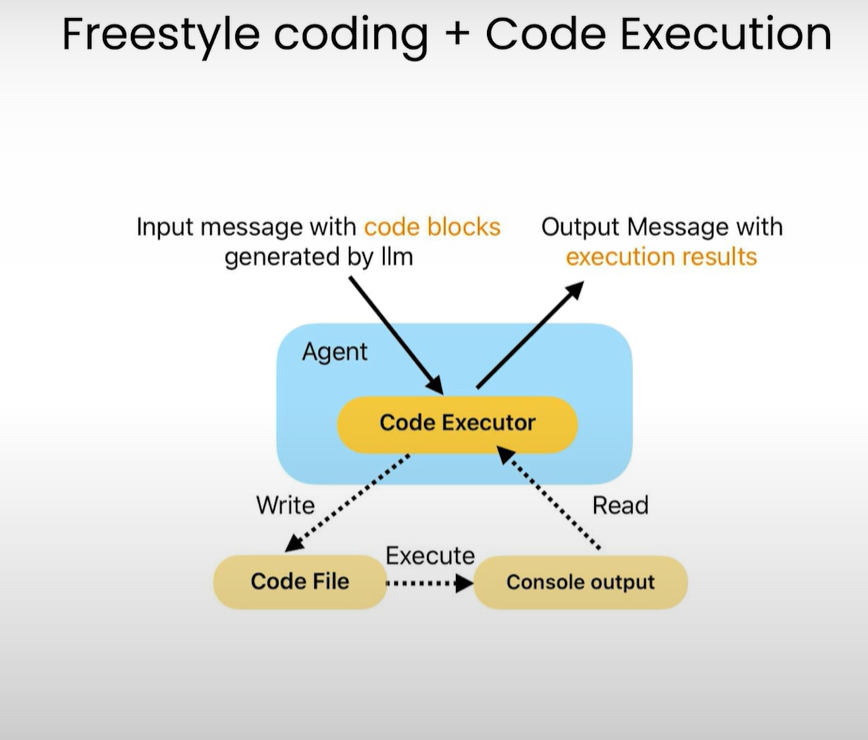 Freestyle coding + Code Execution
Input message with code blocks
generated by llm
Output Message with
execution results
Agent
Code Executor
Write
Read
Execute
Code File
Console output